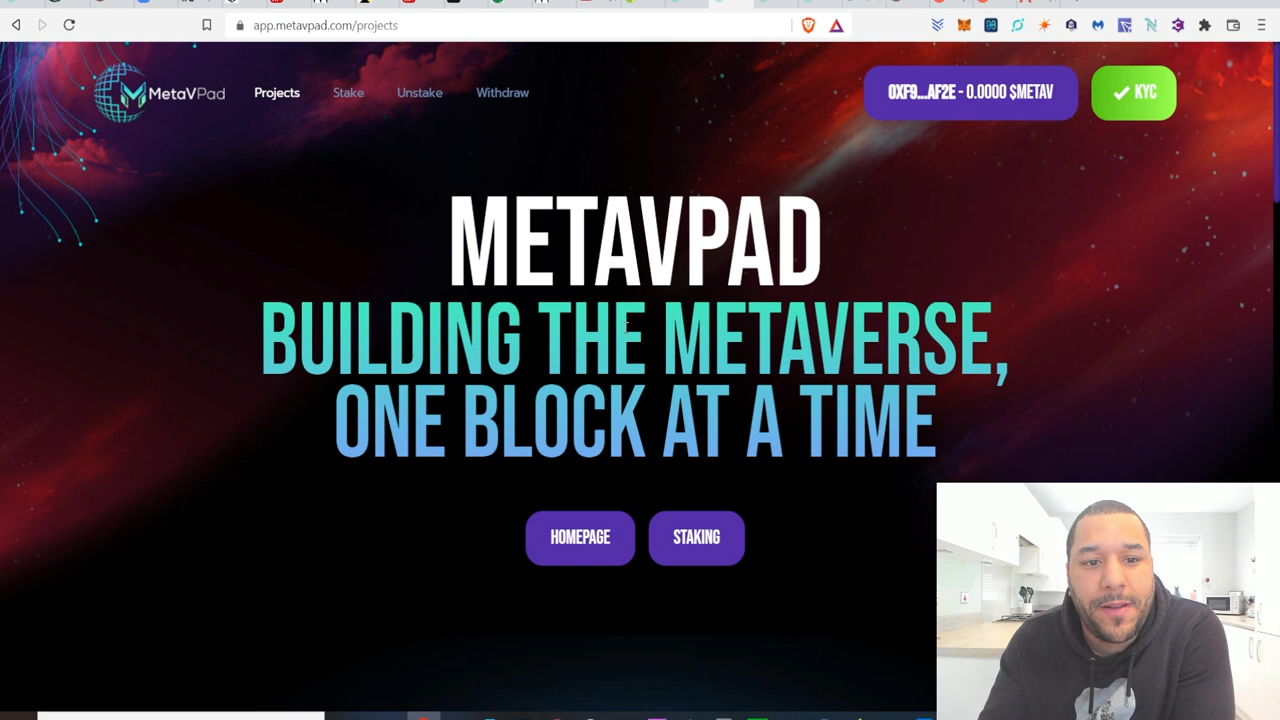 app.metavpad.com/projects
MetaVPad
Projects
Stake
Unstake
Withdraw
0XF9...AF2E - 0.0000 $METAV
KYC
METAVPAD
BUILDING THE METAVERSE,
ONE BLOCK AT A TIME
HOMEPAGE
STAKING